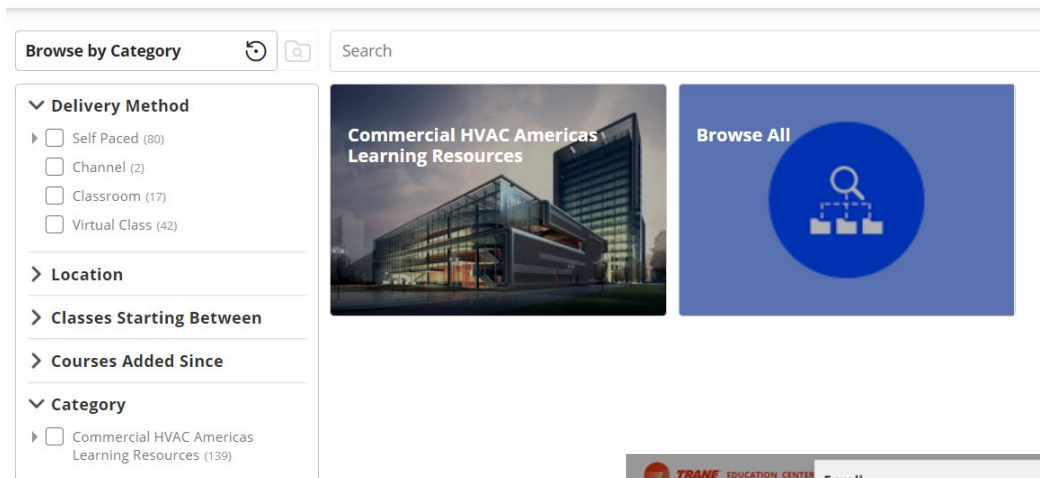 Browse by Category
Search
Delivery Method
Self Paced (80)
Channel (2)
Classroom (17)
Virtual Class (42)
Location
Classes Starting Between
Courses Added Since
Category
Commercial HVAC Americas
Learning Resources (139)
Commercial HVAC Americas
Learning Resources
Browse All
TRANE EDUCATION CENTER